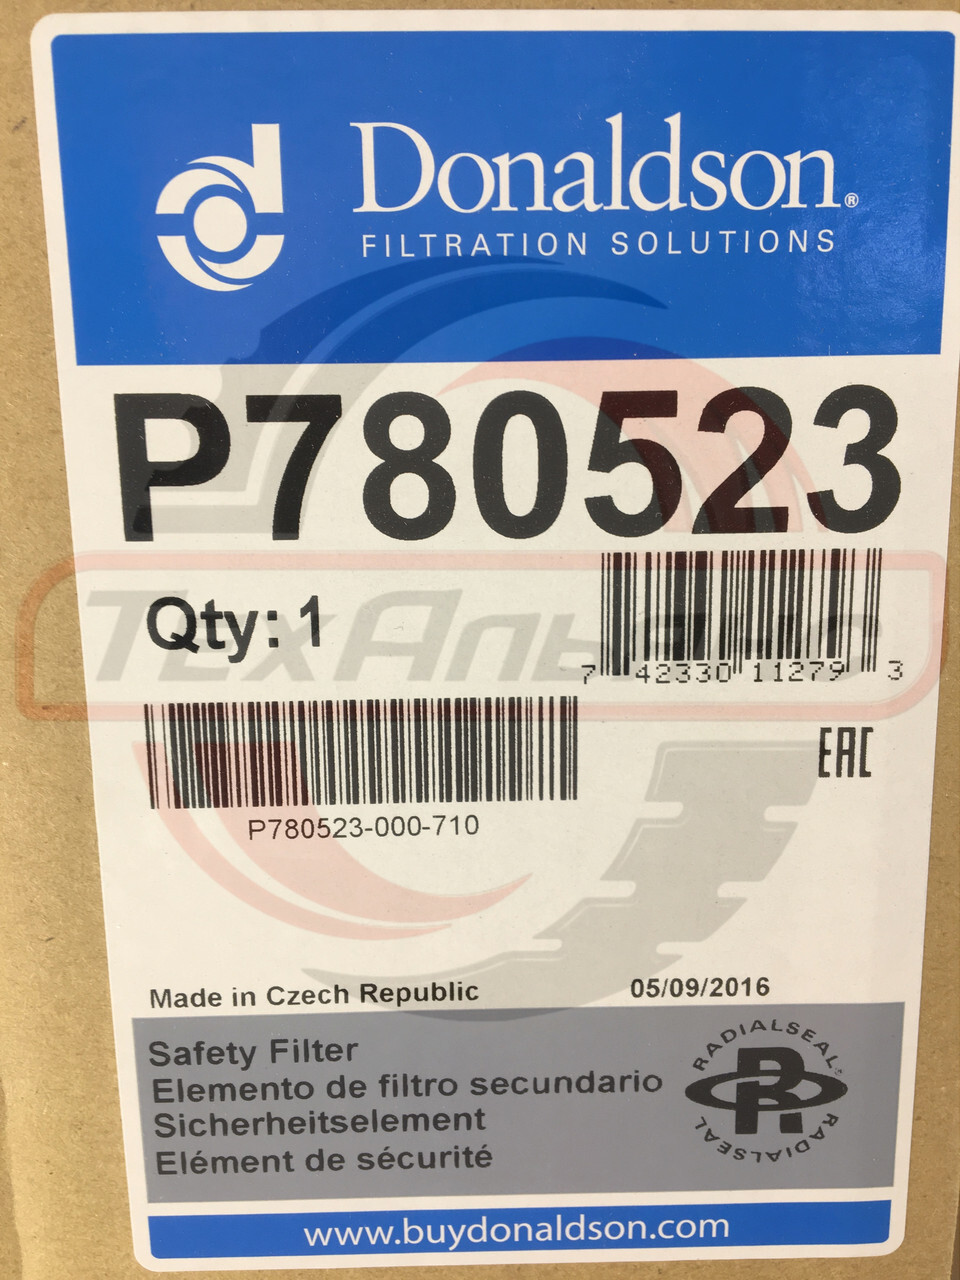 Donaldson®
FILTRATION SOLUTIONS
P780523
Qty: 1
7 42330 11279 3
ТехАльянс
EAC
P780523-000-710
Made in Czech Republic
05/09/2016
Safety Filter
Elemento de filtro secundario
Sicherheitselement
Elément de sécurité
RADIALSEAL
RADIALSEAL
www.buydonaldson.com